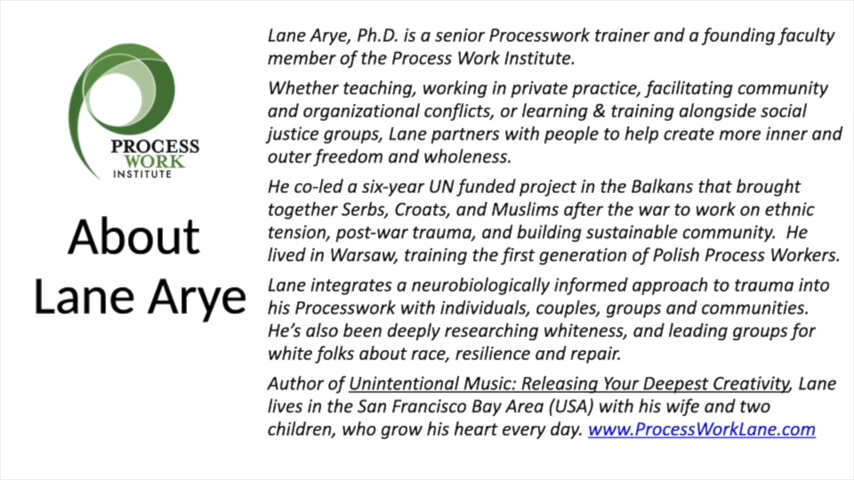 PROCESS
WORK
INSTITUTE
About
Lane Arye
Lane Arye, Ph.D. is a senior Processwork trainer and a founding faculty
member of the Process Work Institute.
Whether teaching, working in private practice, facilitating community
and organizational conflicts, or learning & training alongside social
justice groups, Lane partners with people to help create more inner and
outer freedom and wholeness.
He co-led a six-year UN funded project in the Balkans that brought
together Serbs, Croats, and Muslims after the war to work on ethnic
tension, post-war trauma, and building sustainable community.  He
lived in Warsaw, training the first generation of Polish Process Workers.
Lane integrates a neurobiologically informed approach to trauma into
his Processwork with individuals, couples, groups and communities.
He's also been deeply researching whiteness, and leading groups for
white folks about race, resilience and repair.
Author of Unintentional Music: Releasing Your Deepest Creativity, Lane
lives in the San Francisco Bay Area (USA) with his wife and two
children, who grow his heart every day. www.ProcessWorkLane.com